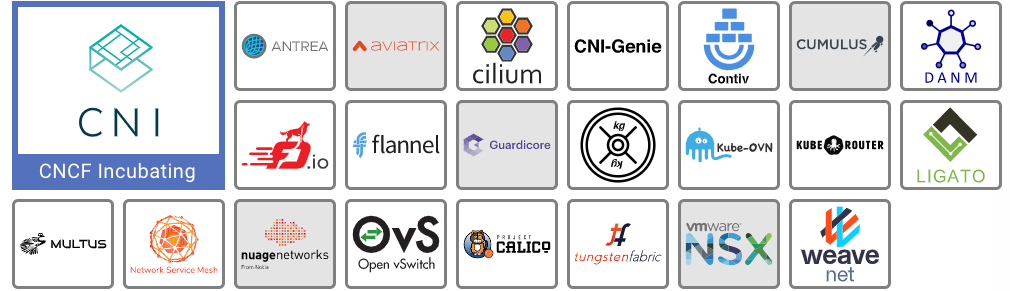 CNI
CNCF Incubating
ANTREA
AVIATRIX
cilium
CNI-Genie
Contiv
CUMULUS
DANM
FD.io
flannel
Guardicore
kg
kg
Kube-OVN
KUBE ROUTER
LIGATO
MULTUS
Network Service Mesh
nuagenetworks
From Nokia
OvS
Open vSwitch
PROJECT
CALICO
tf
tungstenfabric
vmware
NSX
weave
net